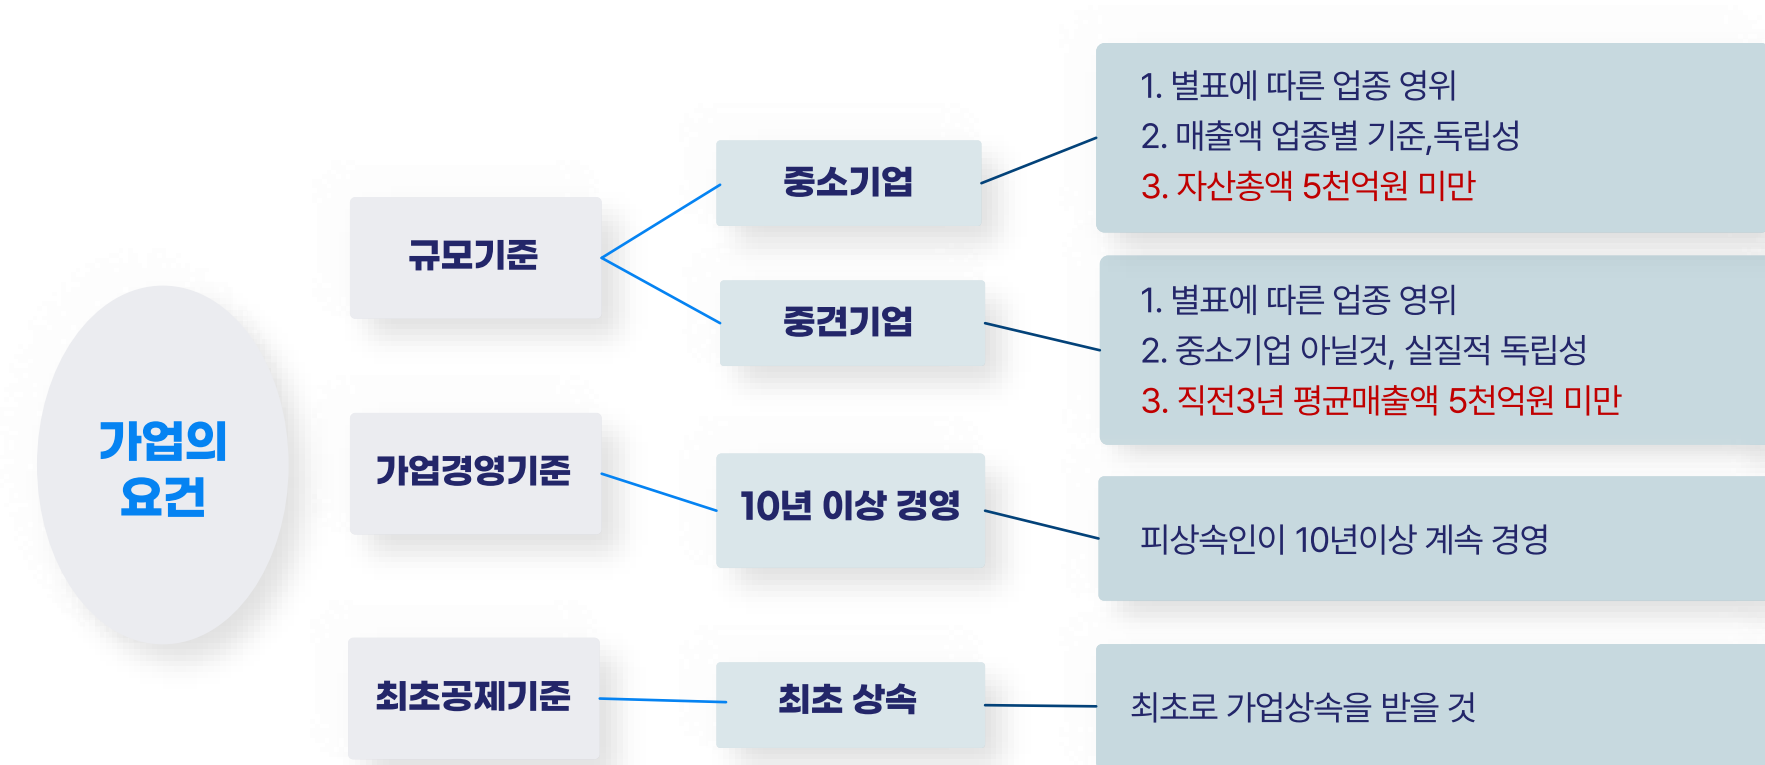 가업의
요건
규모기준
중소기업
1. 별표에 따른 업종 영위
2. 매출액 업종별 기준,독립성
3. 자산총액 5천억원 미만
중견기업
1. 별표에 따른 업종 영위
2. 중소기업 아닐것, 실질적 독립성
3. 직전3년 평균매출액 5천억원 미만
가업경영기준
10년 이상 경영
피상속인이 10년이상 계속 경영
최초공제기준
최초 상속
최초로 가업상속을 받을 것